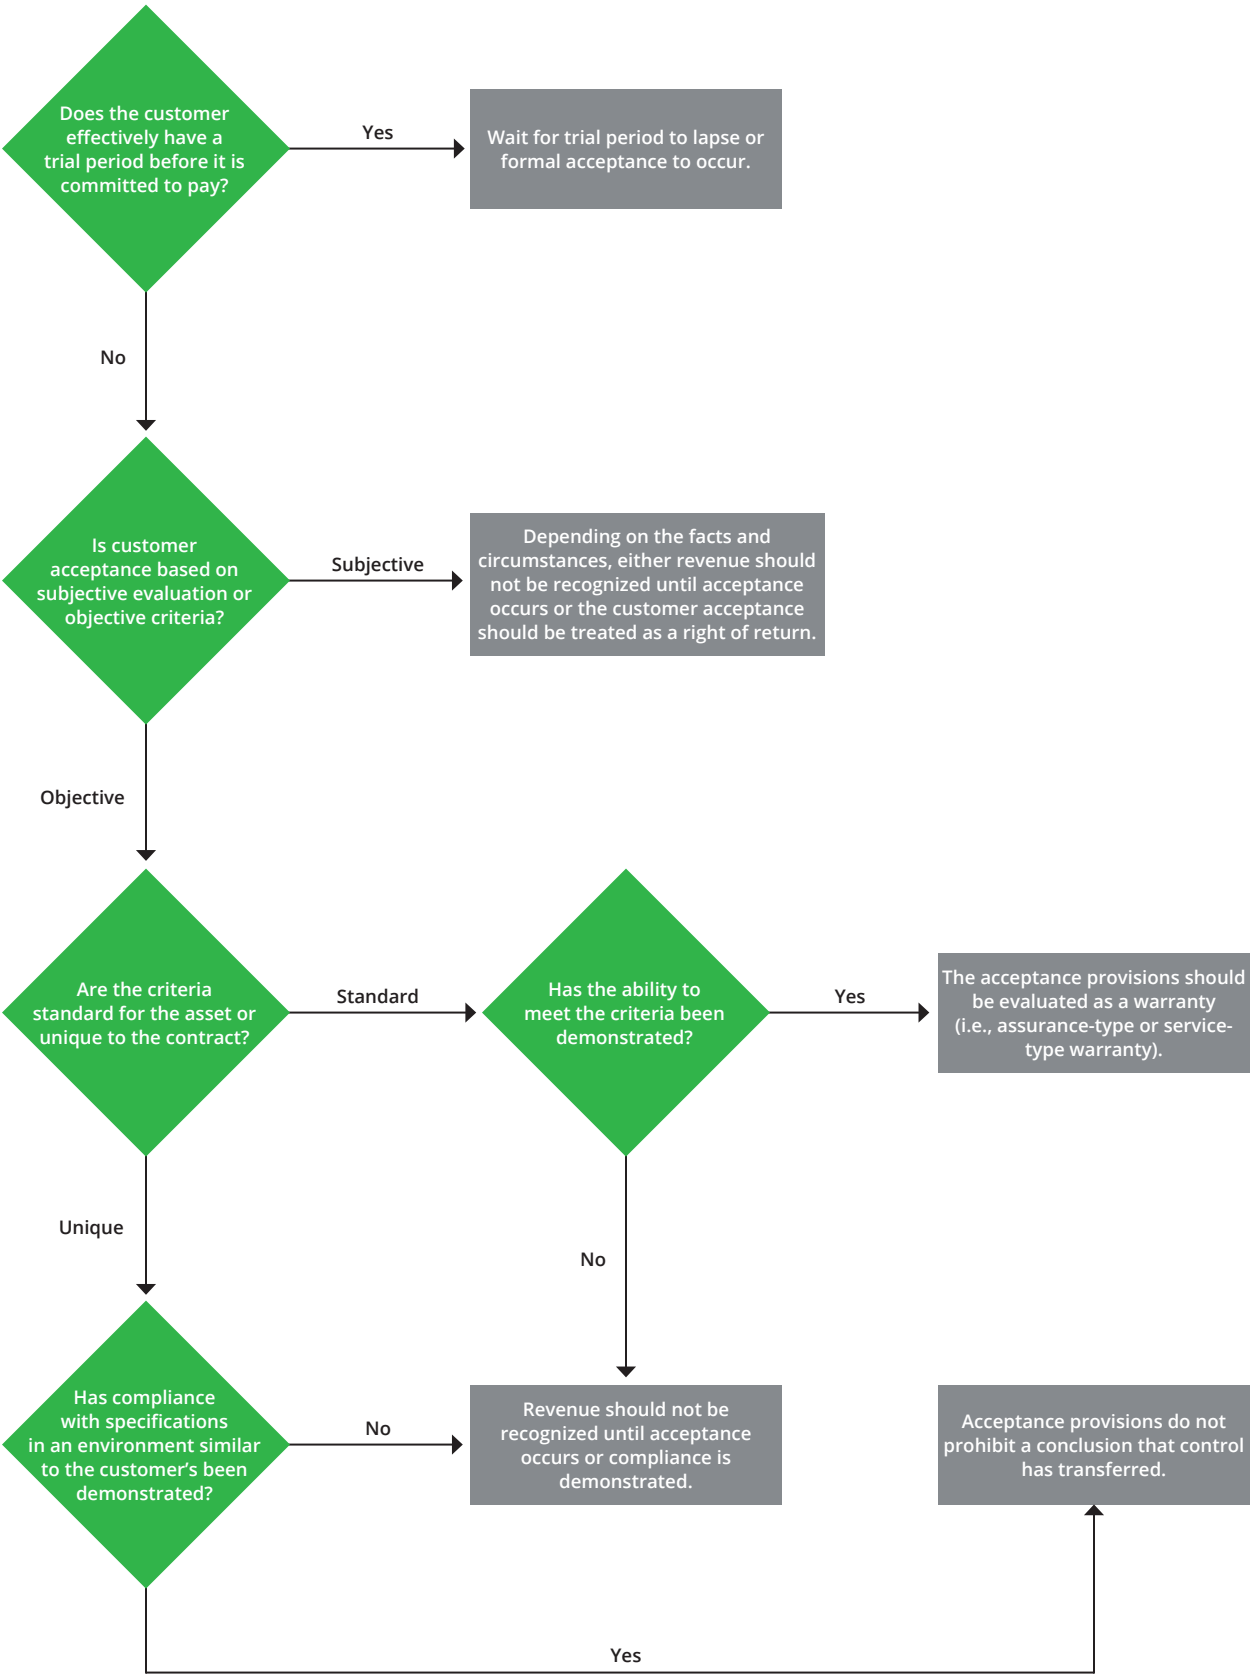 Does the customer
effectively have a
trial period before it is
committed to pay?
Yes
Wait for trial period to lapse or
formal acceptance to occur.
No
Is customer
acceptance based on
subjective evaluation or
objective criteria?
Subjective
Depending on the facts and
circumstances, either revenue should
not be recognized until acceptance
occurs or the customer acceptance
should be treated as a right of return.
Objective
Are the criteria
standard for the asset or
unique to the contract?
Standard
Has the ability to
meet the criteria been
demonstrated?
Yes
The acceptance provisions should
be evaluated as a warranty
(i.e., assurance-type or service-
type warranty).
Unique
No
Has compliance
with specifications
in an environment similar
to the customer’s been
demonstrated?
No
Revenue should not be
recognized until acceptance
occurs or compliance is
demonstrated.
Acceptance provisions do not
prohibit a conclusion that control
has transferred.
Yes